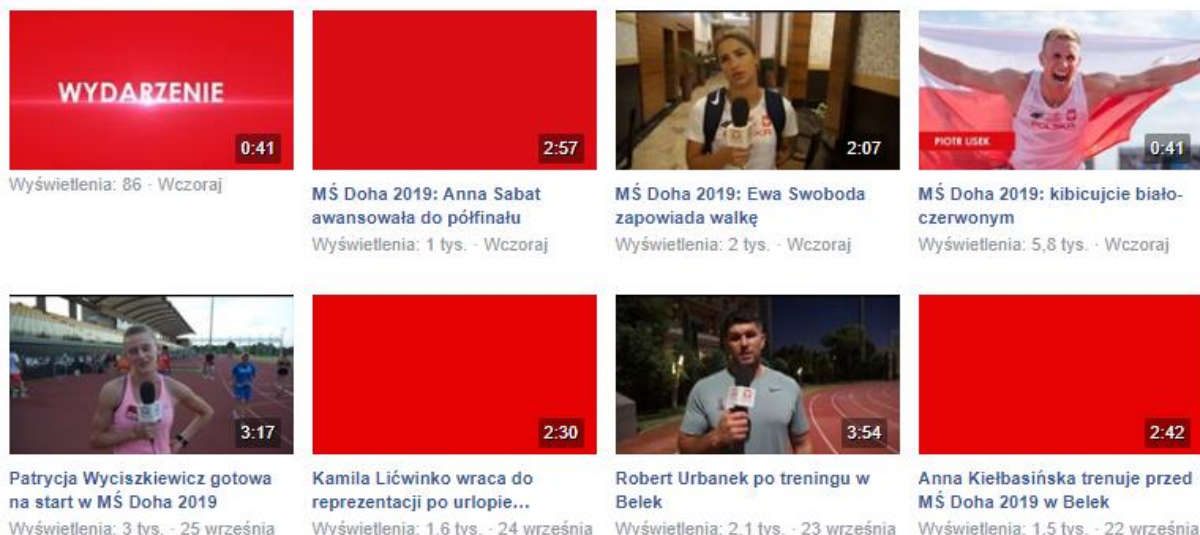 WYDARZENIE
0:41
2:57
2:07
PIOTR LISEK
0:41
Wyświetlenia: 86 · Wczoraj
MŚ Doha 2019: Anna Sabat
awansowała do półfinału
Wyświetlenia: 1 tys. · Wczoraj
MŚ Doha 2019: Ewa Swoboda
zapowiada walkę
Wyświetlenia: 2 tys. · Wczoraj
MŚ Doha 2019: kibicujcie biało-
czerwonym
Wyświetlenia: 5,8 tys. · Wczoraj
3:17
2:30
3:54
2:42
Patrycja Wyciszkiewicz gotowa
na start w MŚ Doha 2019
Wyświetlenia: 3 tys. · 25 września
Kamila Lićwinko wraca do
reprezentacji po urlopie...
Wyświetlenia: 1,6 tys. · 24 września
Robert Urbanek po treningu w
Belek
Wyświetlenia: 2,1 tys. · 23 września
Anna Kiełbasińska trenuje przed
MŚ Doha 2019 w Belek
Wyświetlenia: 1,5 tys. · 22 września